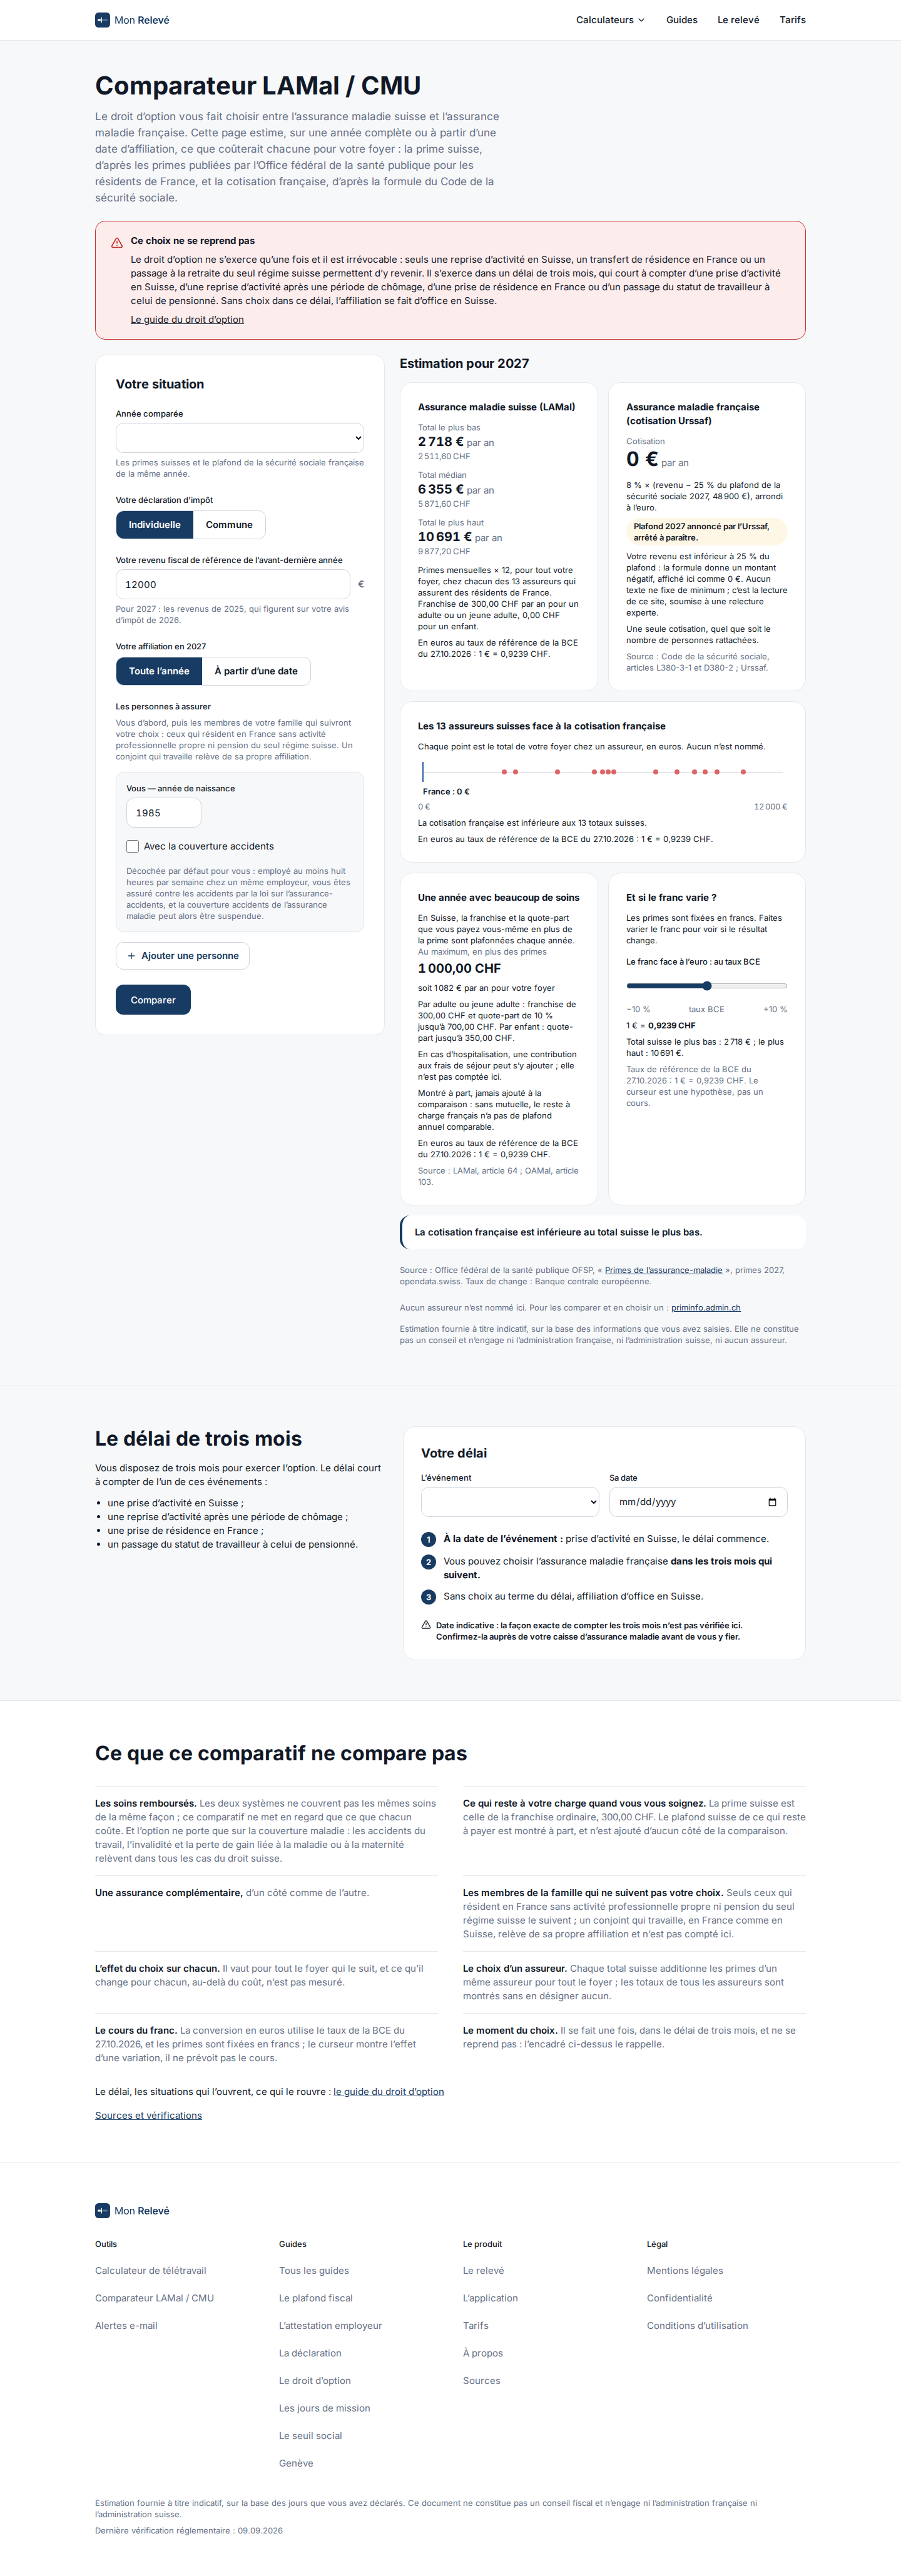 Mon Relevé
Calculateurs
Guides
Le relevé
Tarifs
Comparateur LAMal / CMU
Le droit d’option vous fait choisir entre l’assurance maladie suisse et l’assurance
maladie française. Cette page estime, sur une année complète ou à partir d’une
date d’affiliation, ce que coûterait chacune pour votre foyer : la prime suisse,
d’après les primes publiées par l’Office fédéral de la santé publique pour les
résidents de France, et la cotisation française, d’après la formule du Code de la
sécurité sociale.
Ce choix ne se reprend pas
Le droit d’option ne s’exerce qu’une fois et il est irrévocable : seuls une reprise d’activité en Suisse, un transfert de résidence en France ou un
passage à la retraite du seul régime suisse permettent d’y revenir. Il s’exerce dans un délai de trois mois, qui court à compter d’une prise d’activité
en Suisse, d’une reprise d’activité après une période de chômage, d’une prise de résidence en France ou d’un passage du statut de travailleur à
celui de pensionné. Sans choix dans ce délai, l’affiliation se fait d’office en Suisse.
Le guide du droit d’option
Votre situation
Année comparée
Les primes suisses et le plafond de la sécurité sociale française
de la même année.
Votre déclaration d’impôt
Individuelle
Commune
Votre revenu fiscal de référence de l’avant-dernière année
12000
€
Pour 2027 : les revenus de 2025, qui figurent sur votre avis
d’impôt de 2026.
Votre affiliation en 2027
Toute l’année
À partir d’une date
Les personnes à assurer
Vous d’abord, puis les membres de votre famille qui suivront
votre choix : ceux qui résident en France sans activité
professionnelle propre ni pension du seul régime suisse. Un
conjoint qui travaille relève de sa propre affiliation.
Vous — année de naissance
1985
Avec la couverture accidents
Décochée par défaut pour vous : employé au moins huit
heures par semaine chez un même employeur, vous êtes
assuré contre les accidents par la loi sur l’assurance-
accidents, et la couverture accidents de l’assurance
maladie peut alors être suspendue.
+ Ajouter une personne
Comparer
Estimation pour 2027
Assurance maladie suisse (LAMal)
Total le plus bas
2 718 € par an
2 511,60 CHF
Total médian
6 355 € par an
5 871,60 CHF
Total le plus haut
10 691 € par an
9 877,20 CHF
Primes mensuelles × 12, pour tout votre
foyer, chez chacun des 13 assureurs qui
assurent des résidents de France.
Franchise de 300,00 CHF par an pour un
adulte ou un jeune adulte, 0,00 CHF
pour un enfant.
En euros au taux de référence de la BCE
du 27.10.2026 : 1 € = 0,9239 CHF.
Assurance maladie française
(cotisation Urssaf)
Cotisation
0 € par an
8 % × (revenu − 25 % du plafond de la
sécurité sociale 2027, 48 900 €), arrondi
à l’euro.
Plafond 2027 annoncé par l’Urssaf,
arrêté à paraître.
Votre revenu est inférieur à 25 % du
plafond : la formule donne un montant
négatif, affiché ici comme 0 €. Aucun
texte ne fixe de minimum ; c’est la lecture
de ce site, soumise à une relecture
experte.
Une seule cotisation, quel que soit le
nombre de personnes rattachées.
Source : Code de la sécurité sociale,
articles L380-3-1 et D380-2 ; Urssaf.
Les 13 assureurs suisses face à la cotisation française
Chaque point est le total de votre foyer chez un assureur, en euros. Aucun n’est nommé.
France : 0 €
0 €
12 000 €
La cotisation française est inférieure aux 13 totaux suisses.
En euros au taux de référence de la BCE du 27.10.2026 : 1 € = 0,9239 CHF.
Une année avec beaucoup de soins
En Suisse, la franchise et la quote-part
que vous payez vous-même en plus de
la prime sont plafonnées chaque année.
Au maximum, en plus des primes
1 000,00 CHF
soit 1 082 € par an pour votre foyer
Par adulte ou jeune adulte : franchise de
300,00 CHF et quote-part de 10 %
jusqu’à 700,00 CHF. Par enfant : quote-
part jusqu’à 350,00 CHF.
En cas d’hospitalisation, une contribution
aux frais de séjour peut s’y ajouter ; elle
n’est pas comptée ici.
Montré à part, jamais ajouté à la
comparaison : sans mutuelle, le reste à
charge français n’a pas de plafond
annuel comparable.
En euros au taux de référence de la BCE
du 27.10.2026 : 1 € = 0,9239 CHF.
Source : LAMal, article 64 ; OAMal, article
103.
Et si le franc varie ?
Les primes sont fixées en francs. Faites
varier le franc pour voir si le résultat
change.
Le franc face à l’euro : au taux BCE
−10 %
taux BCE
+10 %
1 € = 0,9239 CHF
Total suisse le plus bas : 2 718 € ; le plus
haut : 10 691 €.
Taux de référence de la BCE du
27.10.2026 : 1 € = 0,9239 CHF. Le
curseur est une hypothèse, pas un
cours.
La cotisation française est inférieure au total suisse le plus bas.
Source : Office fédéral de la santé publique OFSP, « Primes de l’assurance-maladie », primes 2027,
opendata.swiss. Taux de change : Banque centrale européenne.
Aucun assureur n’est nommé ici. Pour les comparer et en choisir un : priminfo.admin.ch
Estimation fournie à titre indicatif, sur la base des informations que vous avez saisies. Elle ne constitue
pas un conseil et n’engage ni l’administration française, ni l’administration suisse, ni aucun assureur.
Le délai de trois mois
Vous disposez de trois mois pour exercer l’option. Le délai court
à compter de l’un de ces événements :
• une prise d’activité en Suisse ;
• une reprise d’activité après une période de chômage ;
• une prise de résidence en France ;
• un passage du statut de travailleur à celui de pensionné.
Votre délai
L’événement
Sa date
mm/dd/yyyy
1 À la date de l’événement : prise d’activité en Suisse, le délai commence.
2 Vous pouvez choisir l’assurance maladie française dans les trois mois qui
suivent.
3 Sans choix au terme du délai, affiliation d’office en Suisse.
Date indicative : la façon exacte de compter les trois mois n’est pas vérifiée ici.
Confirmez-la auprès de votre caisse d’assurance maladie avant de vous y fier.
Ce que ce comparatif ne compare pas
Les soins remboursés. Les deux systèmes ne couvrent pas les mêmes soins
de la même façon ; ce comparatif ne met en regard que ce que chacun
coûte. Et l’option ne porte que sur la couverture maladie : les accidents du
travail, l’invalidité et la perte de gain liée à la maladie ou à la maternité
relèvent dans tous les cas du droit suisse.
Ce qui reste à votre charge quand vous vous soignez. La prime suisse est
celle de la franchise ordinaire, 300,00 CHF. Le plafond suisse de ce qui reste
à payer est montré à part, et n’est ajouté d’aucun côté de la comparaison.
Une assurance complémentaire, d’un côté comme de l’autre.
Les membres de la famille qui ne suivent pas votre choix. Seuls ceux qui
résident en France sans activité professionnelle propre ni pension du seul
régime suisse le suivent ; un conjoint qui travaille, en France comme en
Suisse, relève de sa propre affiliation et n’est pas compté ici.
L’effet du choix sur chacun. Il vaut pour tout le foyer qui le suit, et ce qu’il
change pour chacun, au-delà du coût, n’est pas mesuré.
Le choix d’un assureur. Chaque total suisse additionne les primes d’un
même assureur pour tout le foyer ; les totaux de tous les assureurs sont
montrés sans en désigner aucun.
Le cours du franc. La conversion en euros utilise le taux de la BCE du
27.10.2026, et les primes sont fixées en francs ; le curseur montre l’effet
d’une variation, il ne prévoit pas le cours.
Le moment du choix. Il se fait une fois, dans le délai de trois mois, et ne se
reprend pas : l’encadré ci-dessus le rappelle.
Le délai, les situations qui l’ouvrent, ce qui le rouvre : le guide du droit d’option
Sources et vérifications
Mon Relevé
Outils
Calculateur de télétravail
Comparateur LAMal / CMU
Alertes e-mail
Guides
Tous les guides
Le plafond fiscal
L’attestation employeur
La déclaration
Le droit d’option
Les jours de mission
Le seuil social
Genève
Le produit
Le relevé
L’application
Tarifs
À propos
Sources
Légal
Mentions légales
Confidentialité
Conditions d’utilisation
Estimation fournie à titre indicatif, sur la base des jours que vous avez déclarés. Ce document ne constitue pas un conseil fiscal et n’engage ni l’administration française ni
l’administration suisse.
Dernière vérification réglementaire : 09.09.2026